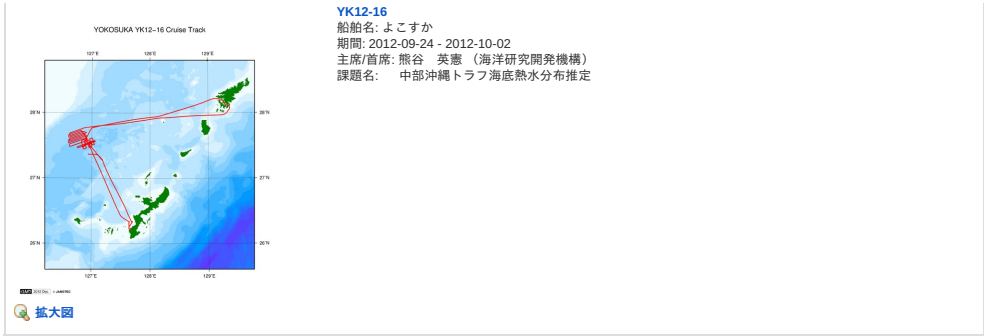 YOKOSUKA YK12-16 Cruise Track
127°E 128°E 129°E
28°N 28°N
27°N 27°N
26°N 26°N
127°E 128°E 129°E
拡大図
YK12-16
船舶名: よこすか
期間: 2012-09-24 - 2012-10-02
主席/首席: 熊谷　英憲 （海洋研究開発機構）
課題名:　 中部沖縄トラフ海底熱水分布推定